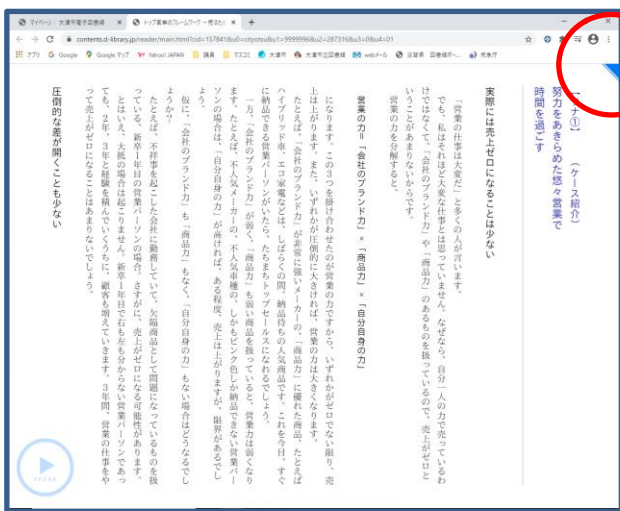 マイページ: 大津市電子図書館
トップ営業のフレームワーク ー売るた
contents.d-library.jp/reader/main.html?cid=157841&u0=cityotsu&u1=9999996&u2=287316&u3=0&u4=01
アプリ
Google
Google マップ
Yahoo! JAPAN
大津市
大津市立図書館
webメール
滋賀県
気象庁
(ケース紹介)
努力をあきらめた悠々営業で
時間を過ごす
実際には売上ゼロになることは少ない
「営業の仕事は大変だ」と多くの人が言います。
でも、私はそれほど大変な仕事とは思っていません。なぜなら、自分一人の力で売っているわ
けではなくて、「会社のブランド力」や「商品力」のあるものを扱っているので、売上がゼロと
いうことがあまりないからです。
営業の力を分解すると、
営業の力=「会社のブランド力」×「商品力」×「自分自身の力」
になります。この3つを掛け合わせたのが営業の力ですから、いずれかがゼロでない限り、売
上は上がります。また、いずれかが圧倒的に大きければ、営業の力は大きくなります。
たとえば、「会社のブランド力」が非常に強いメーカーの、「商品力」に優れた商品、たとえば
ハイブリッド車、エコ家電などは、しばらくの間、納品待ちの人気商品です。これを今日、すぐ
に納品できる営業パーソンがいたら、たちまちトップセールスになれるでしょう。
一方、「会社のブランド力」が弱く、「商品力」も弱い商品を扱っていると、営業力は弱くなり
ます。たとえば、不人気メーカーの、不人気車種の、しかもピンク色しか納品できない営業パー
ソンの場合は、「自分自身の力」が高ければ、ある程度、売上は上がりますが、限界があるでし
ょう。
仮に、「会社のブランド力」も「商品力」もなく、「自分自身の力」もない場合はどうなるでし
ょうか?
たとえば、不祥事を起こした会社に勤務していて、欠陥商品として問題になっているものを扱
っている、新卒1年目の営業パーソンの場合、さすがに、売上がゼロになる可能性があります。
とはいえ、大抵の場合は起こりません。新卒1年目で右も左も分からない営業パーソンであっ
ても、2年、3年と経験を積んでいくうちに、顧客も増えていきます。3年間、営業の仕事をや
って売上がゼロになることはあまりないでしょう。
圧倒的な差が開くことも少ない